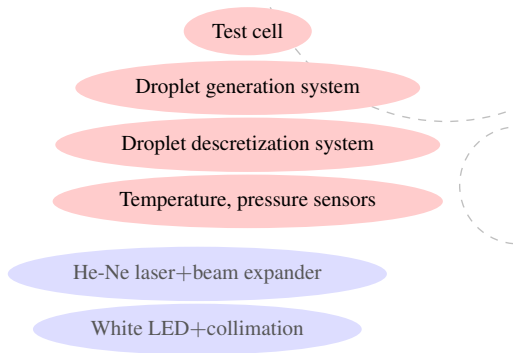 Test cell
Droplet generation system
Droplet descretization system
Temperature, pressure sensors
He-Ne laser+beam expander
White LED+collimation